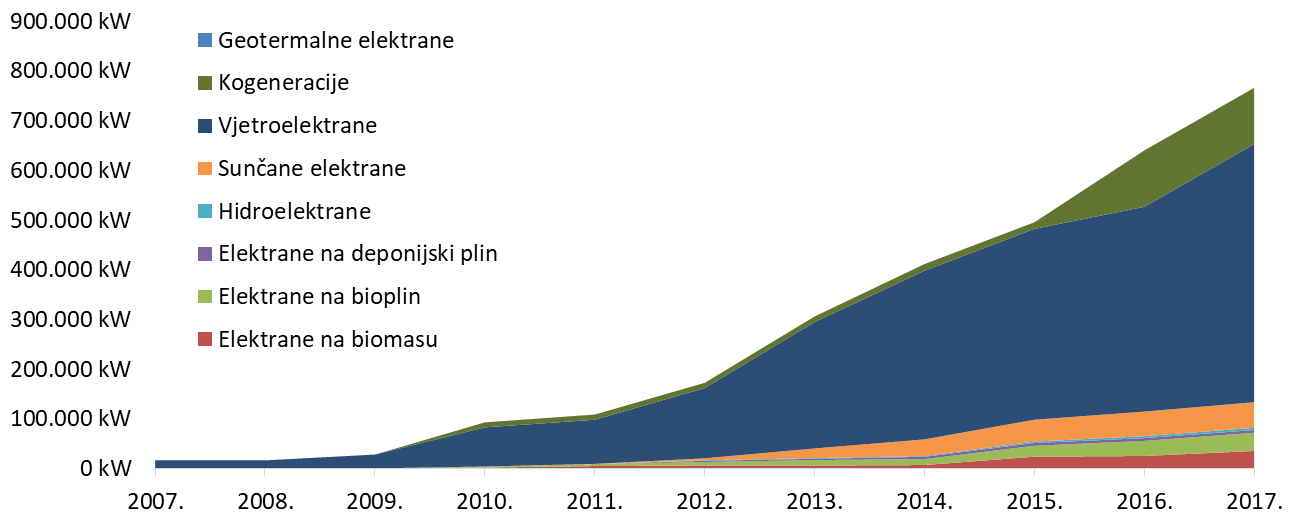 900.000 kW
800.000 kW
700.000 kW
600.000 kW
500.000 kW
400.000 kW
300.000 kW
200.000 kW
100.000 kW
0 kW
Geotermalne elektrane
Kogeneracije
Vjetroelektrane
Sunčane elektrane
Hidroelektrane
Elektrane na deponijski plin
Elektrane na bioplin
Elektrane na biomasu
2007. 2008. 2009. 2010. 2011. 2012. 2013. 2014. 2015. 2016. 2017.